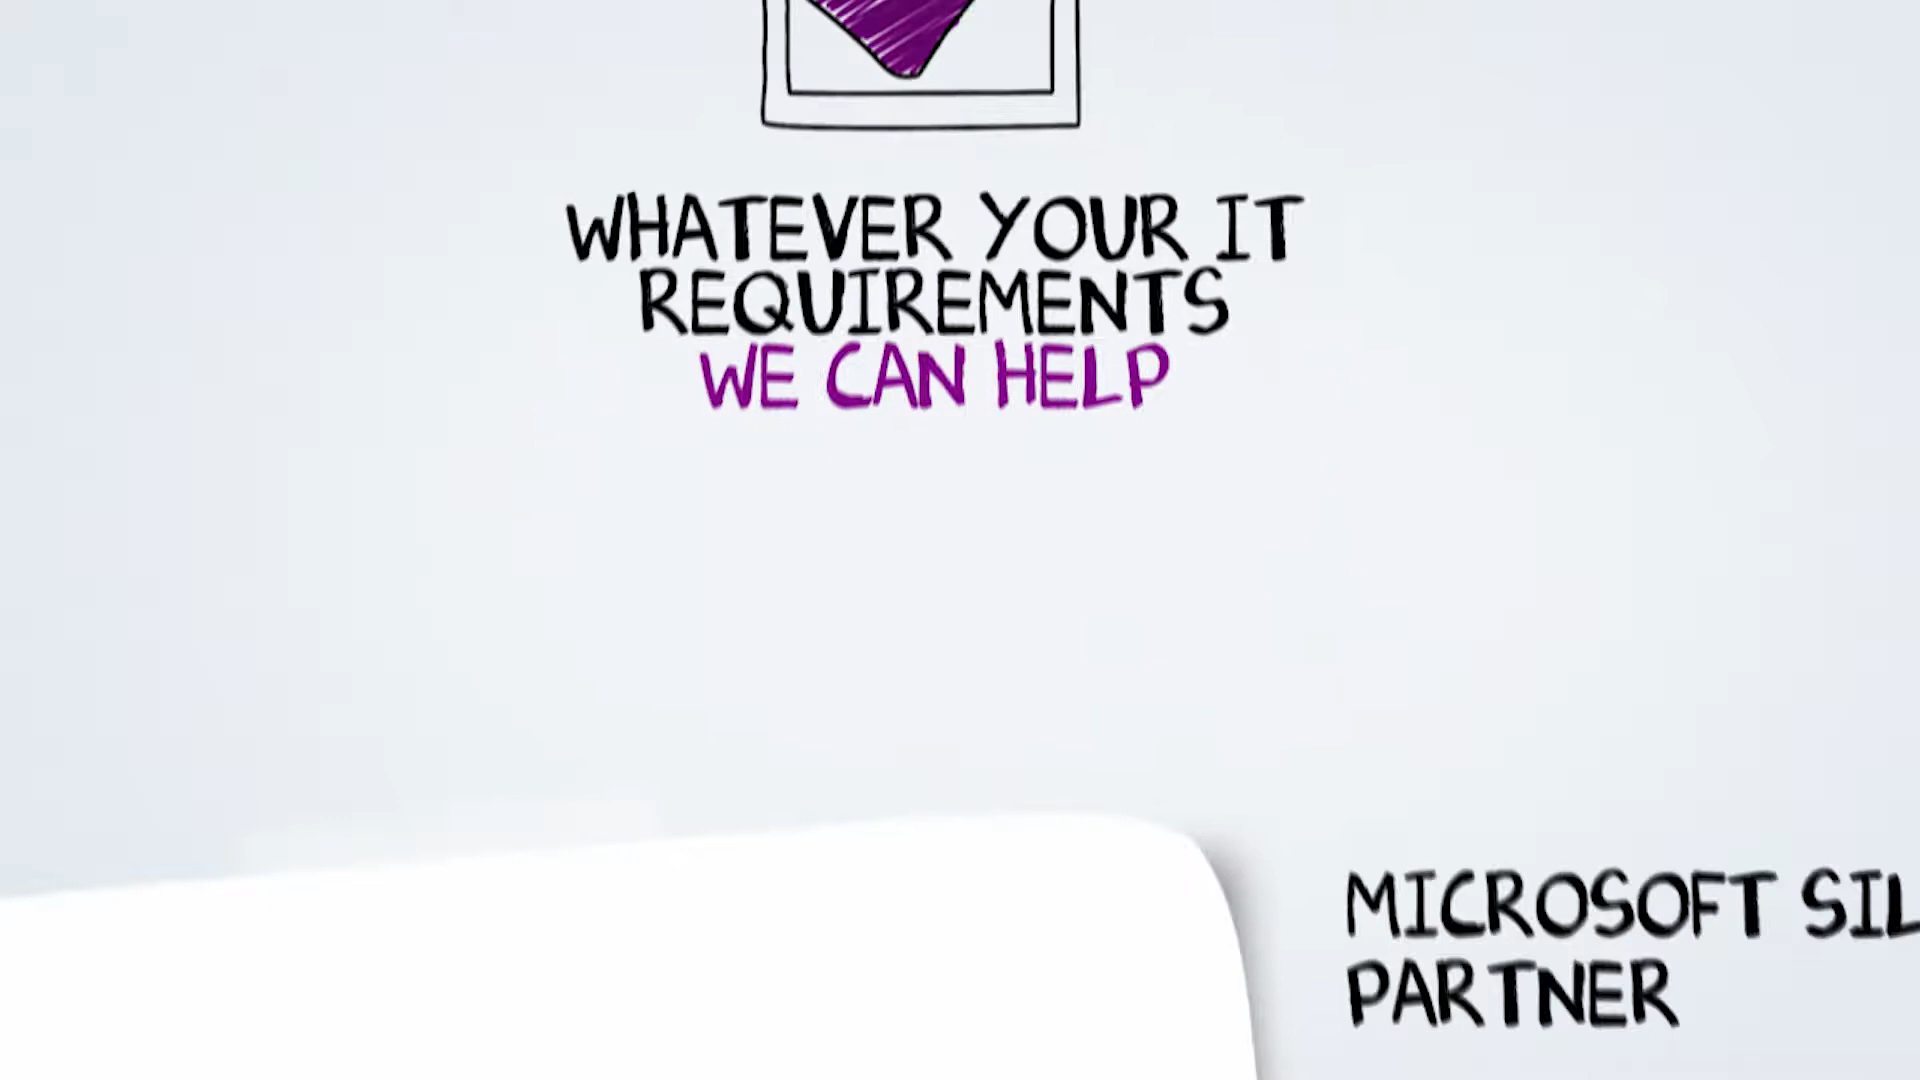 WHATEVER YOUR IT
REQUIREMENTS
WE CAN HELP
MICROSOFT
PARTNER